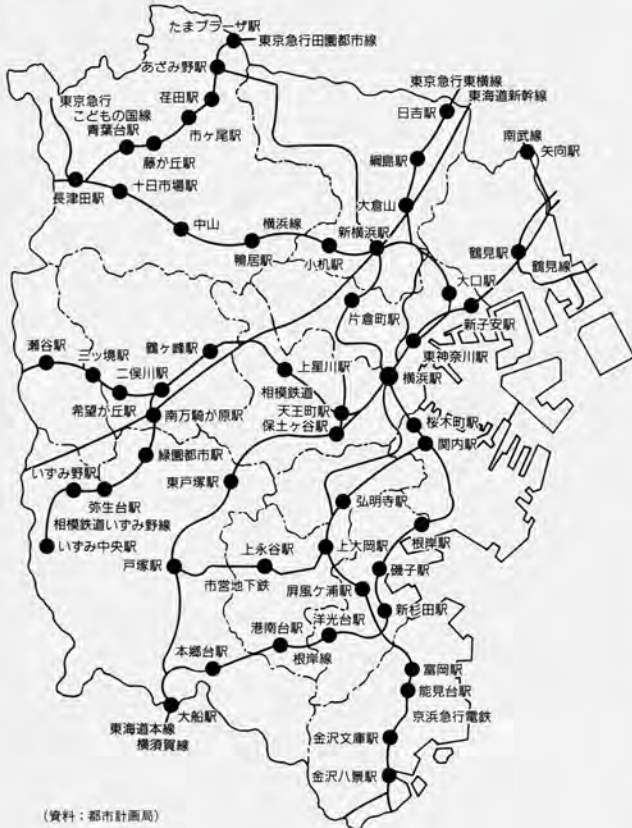 たまプラーザ駅
東京急行田園都市線
あざみ野駅
東京急行
こどもの国線
荏田駅
市ヶ尾駅
青葉台駅
藤が丘駅
長津田駅
十日市場駅
中山
鴨居駅
横浜線
小机駅
新横浜駅
東京急行東横線
東海道新幹線
日吉駅
綱島駅
大倉山
南武線
矢向駅
鶴見駅
鶴見線
大口駅
新子安駅
片倉町駅
東神奈川駅
横浜駅
瀬谷駅
三ッ境駅
二俣川駅
鶴ヶ峰駅
希望が丘駅
南万騎が原駅
上星川駅
相模鉄道
天王町駅
保土ヶ谷駅
桜木町駅
関内駅
緑園都市駅
いずみ野駅
弥生台駅
相模鉄道いずみ野線
いずみ中央駅
東戸塚駅
弘明寺駅
戸塚駅
上永谷駅
市営地下鉄
上大岡駅
根岸駅
磯子駅
屏風ケ浦駅
新杉田駅
洋光台駅
港南台駅
根岸線
本郷台駅
大船駅
東海道本線
横須賀線
富岡駅
能見台駅
京浜急行電鉄
金沢文庫駅
金沢八景駅
(資料：都市計画局)